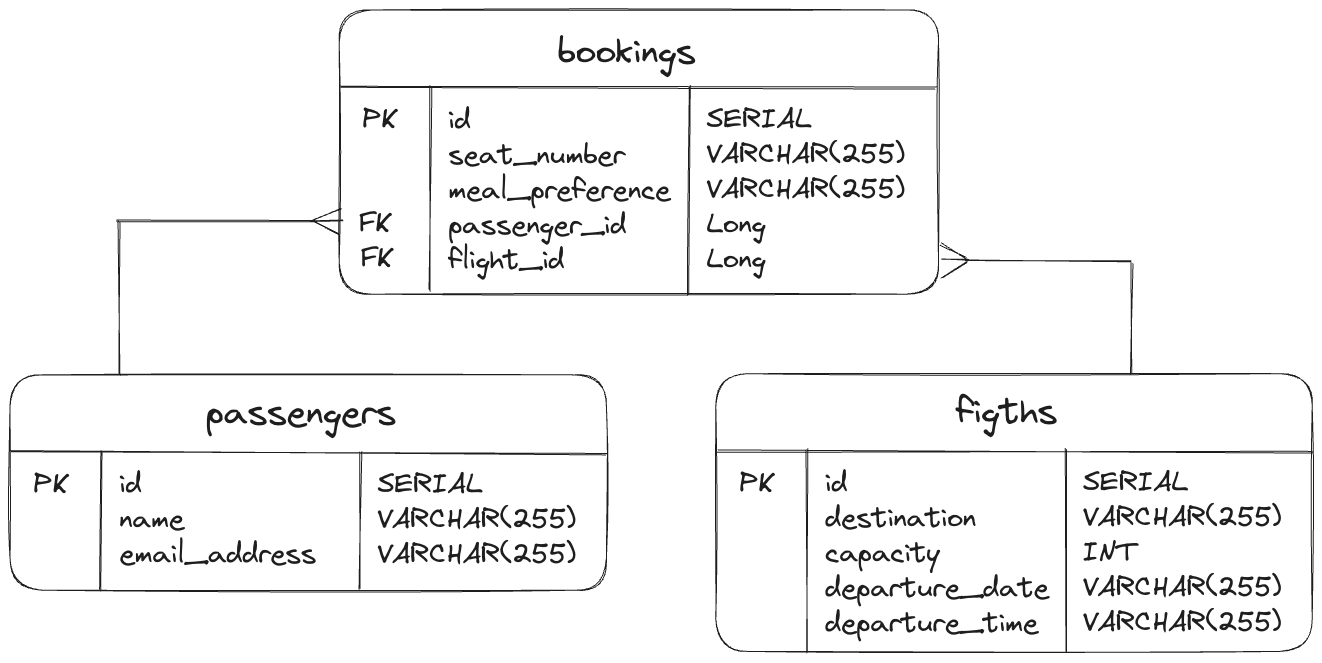 bookings
PK id SERIAL
seat_number VARCHAR(255)
meal_preference VARCHAR(255)
FK passenger_id Long
FK flight_id Long
passengers
PK id SERIAL
name VARCHAR(255)
email_address VARCHAR(255)
figths
PK id SERIAL
destination VARCHAR(255)
capacity INT
departure_date VARCHAR(255)
departure_time VARCHAR(255)